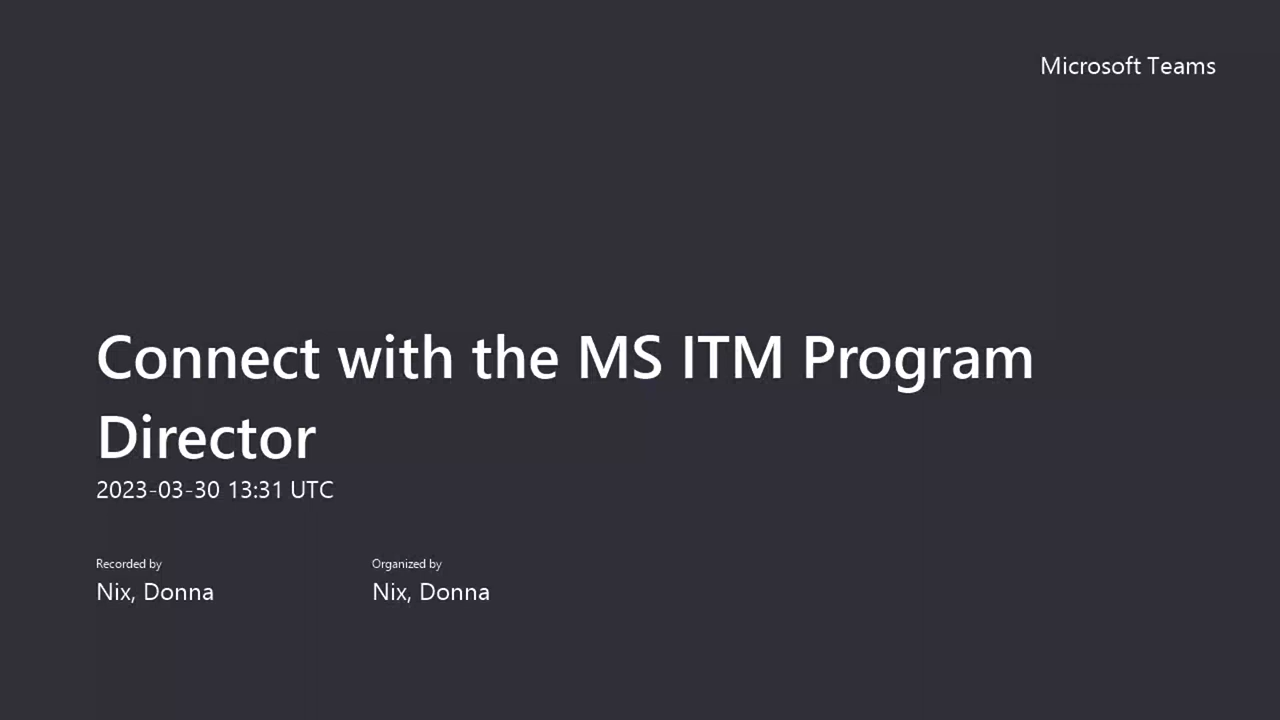 Microsoft Teams
Connect with the MS ITM Program
Director
2023-03-30 13:31 UTC
Recorded by
Nix, Donna
Organized by
Nix, Donna